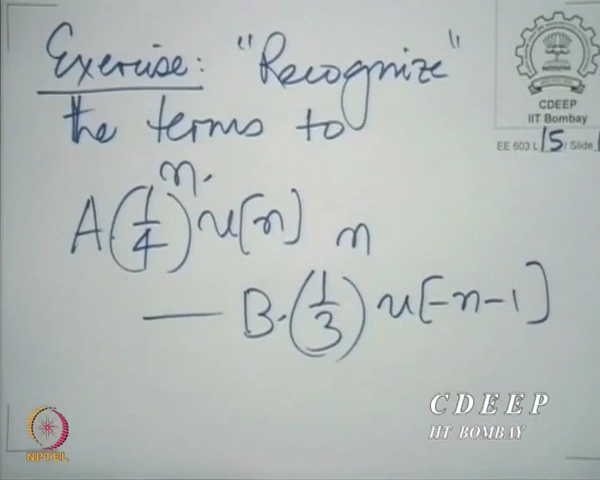 Exercise: "Recognize"
the terms to
A(1/4)^n u[n]
— B.(1/3)^n u[-n-1]
CDEEP
IIT Bombay
EE 603 L 15 / Slide
CDEEP
IIT BOMBAY
NPTEL